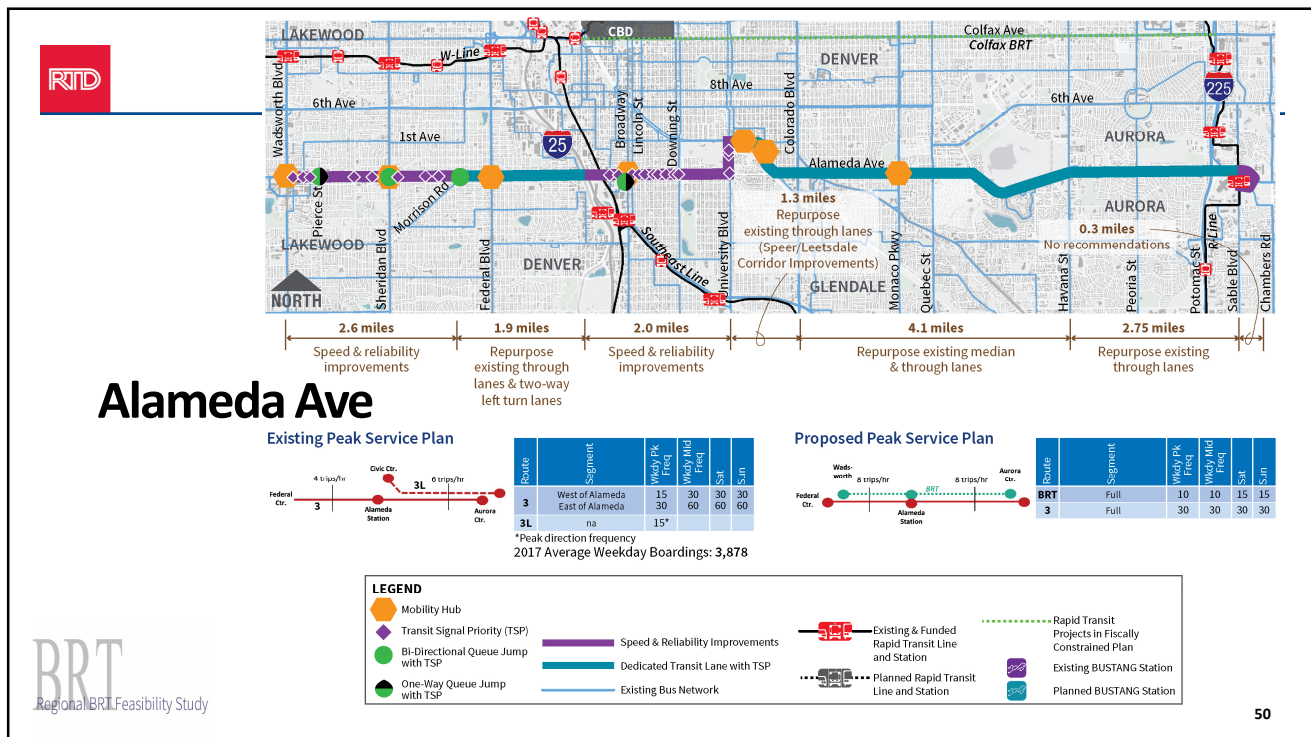 RTD
LAKEWOOD
CBD
Colfax Ave
Colfax BRT
W-Line
DENVER
Wadsworth Blvd
6th Ave
8th Ave
6th Ave
225
1st Ave
25
Broadway
Lincoln St
Downing St
Colorado Blvd
AURORA
Alameda Ave
Pierce St
Morrison Rd
1.3 miles
Repurpose
existing through lanes
(Speer/Leetsdale
Corridor Improvements)
AURORA
0.3 miles
No recommendations
LAKEWOOD
Sheridan Blvd
Federal Blvd
DENVER
Southeast Line
University Blvd
GLENDALE
Monaco Pkwy
Quebec St
Havana St
Peoria St
Potomac St
R-Line
Sable Blvd
Chambers Rd
NORTH
2.6 miles
Speed & reliability
improvements
1.9 miles
Repurpose
existing through
lanes & two-way
left turn lanes
2.0 miles
Speed & reliability
improvements
4.1 miles
Repurpose existing median
& through lanes
2.75 miles
Repurpose existing
through lanes
Alameda Ave
Existing Peak Service Plan
Civic Ctr.
4 trips/hr
3L
6 trips/hr
Federal
Ctr.
3
Alameda
Station
Aurora
Ctr.
Route Segment Wkdy Pk Freq Wkdy Mid Freq Sat Sun
3 West of Alameda 15 30 30 30
East of Alameda 30 60 60 60
3L na 15*
*Peak direction frequency
2017 Average Weekday Boardings: 3,878
Proposed Peak Service Plan
Wads-
worth
8 trips/hr
BRT
8 trips/hr
Aurora
Ctr.
Federal
Ctr.
Alameda
Station
Route Segment Wkdy Pk Freq Wkdy Mid Freq Sat Sun
BRT Full 10 10 15 15
3 Full 30 30 30 30
LEGEND
Mobility Hub
Transit Signal Priority (TSP)
Bi-Directional Queue Jump
with TSP
One-Way Queue Jump
with TSP
Speed & Reliability Improvements
Dedicated Transit Lane with TSP
Existing Bus Network
Existing & Funded
Rapid Transit Line
and Station
Planned Rapid Transit
Line and Station
Rapid Transit
Projects in Fiscally
Constrained Plan
Existing BUSTANG Station
Planned BUSTANG Station
BRT
Regional BRT Feasibility Study
50